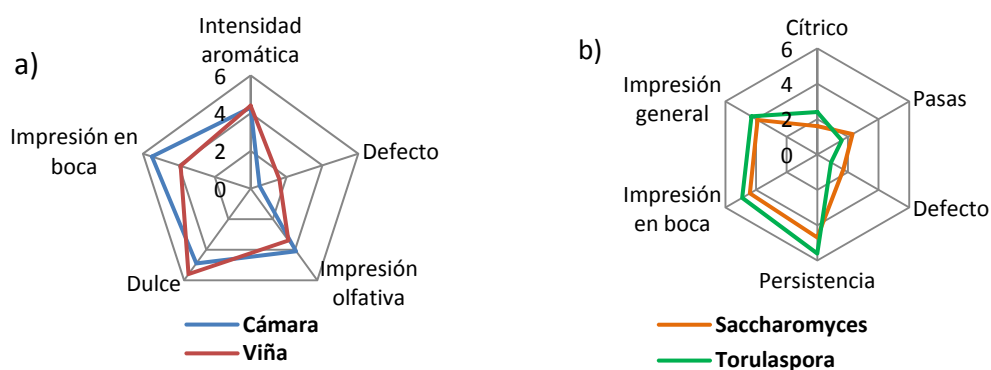 a)
Intensidad
aromática
6
4
2
0
Defecto
Impresión
olfativa
Dulce
Impresión en
boca
Cámara
Viña
b)
Cítrico
6
4
2
0
Pasas
Defecto
Persistencia
Impresión
en boca
Impresión
general
Saccharomyces
Torulaspora